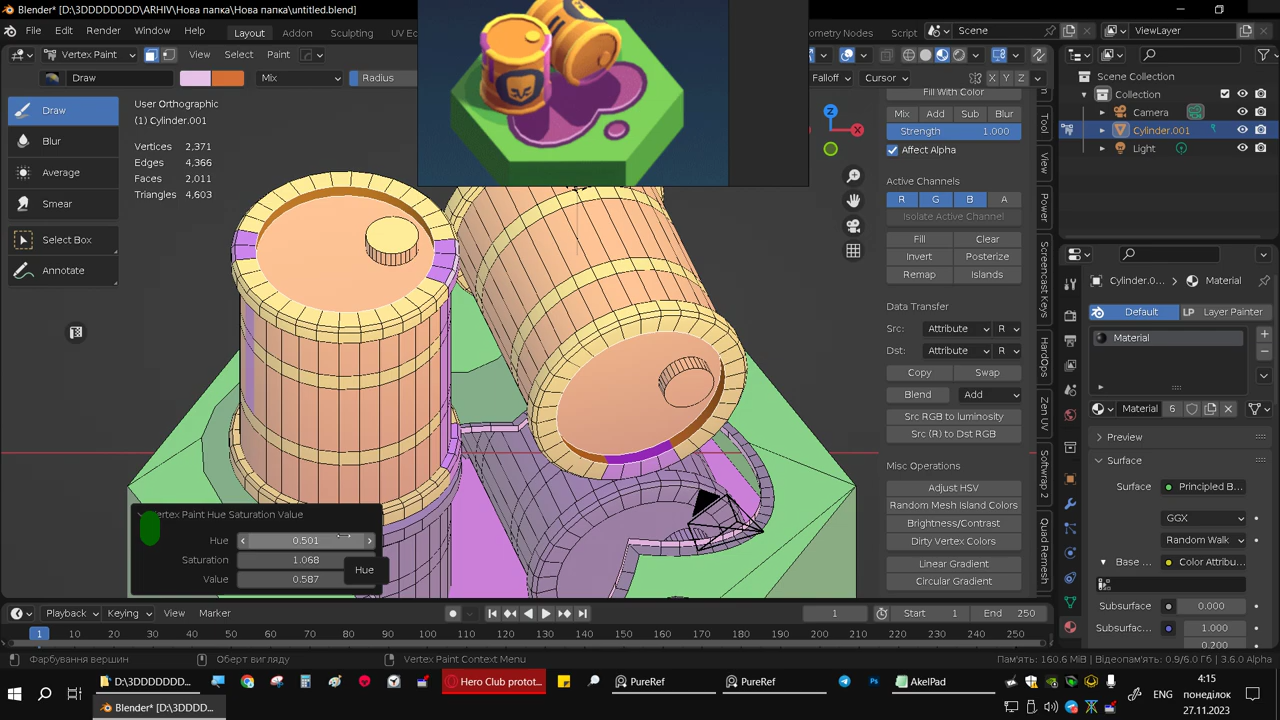 Blender* [D:\3DDDDDDD\ARHIV\Нова папка\Нова папка\untitled.blend]
File Edit Render Window Help Layout Addon Sculpting UV Ec
ometry Nodes Scene ViewLayer
Vertex Paint View Select Paint
Draw Mix Radius Falloff Cursor X Y Z
Draw
Blur
Average
Smear
Select Box
Annotate
User Orthographic
(1) Cylinder.001
Vertices 2,371
Edges 4,366
Faces 2,011
Triangles 4,603
Z
X
Fill With Color
Mix Add Sub Blur
Strength 1.000
Affect Alpha
Active Channels
R G B A
Isolate Active Channel
Fill Clear
Invert Posterize
Remap Islands
Data Transfer
Src: Attribute R
Dst: Attribute R
Copy Swap
Blend Add
Src RGB to luminosity
Src (R) to Dst RGB
Misc Operations
Adjust HSV
Random Mesh Island Colors
Brightness/Contrast
Dirty Vertex Colors
Linear Gradient
Circular Gradient
Tool
View
Power
Screencast Keys
HardOps
Zen UV
Softwrap 2
Quad Remesh
Scene Collection
Collection
Camera
Cylinder.001
Light
Cylinder.0... Material
Default LP Layer Painter
Material
Material 6
Preview
Surface
Surface Principled B...
GGX
Random Walk
Base ... Color Attribu...
Subsurface 0.000
Subsurfac... 1.000
0.200
ertex Paint Hue Saturation Value
Hue 0.501
Saturation 1.068
Value 0.587
Hue
Playback Keying View Marker 1 Start 1 End 250
1 10 20 30 40 50 60 70 80 90 100 110 120 130 140 150 160 170 180 190 200 210 220 230 240 250
Фарбування вершин Оберт вигляду Vertex Paint Context Menu Пам'ять: 160.6 MiB | Відеопам'ять: 0.9/6.0 Гб | 3.6.0 Alpha
D:\3DDDDDDD... Hero Club protot... PureRef PureRef AkelPad
4:15
ENG понеділок
27.11.2023
Blender* [D:\3DDDD...